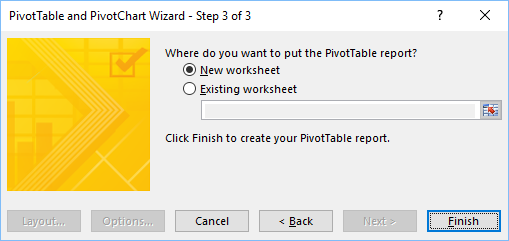 PivotTable and PivotChart Wizard - Step 3 of 3
?
Where do you want to put the PivotTable report?
New worksheet
Existing worksheet
Click Finish to create your PivotTable report.
Layout... Options... Cancel < Back Next > Finish